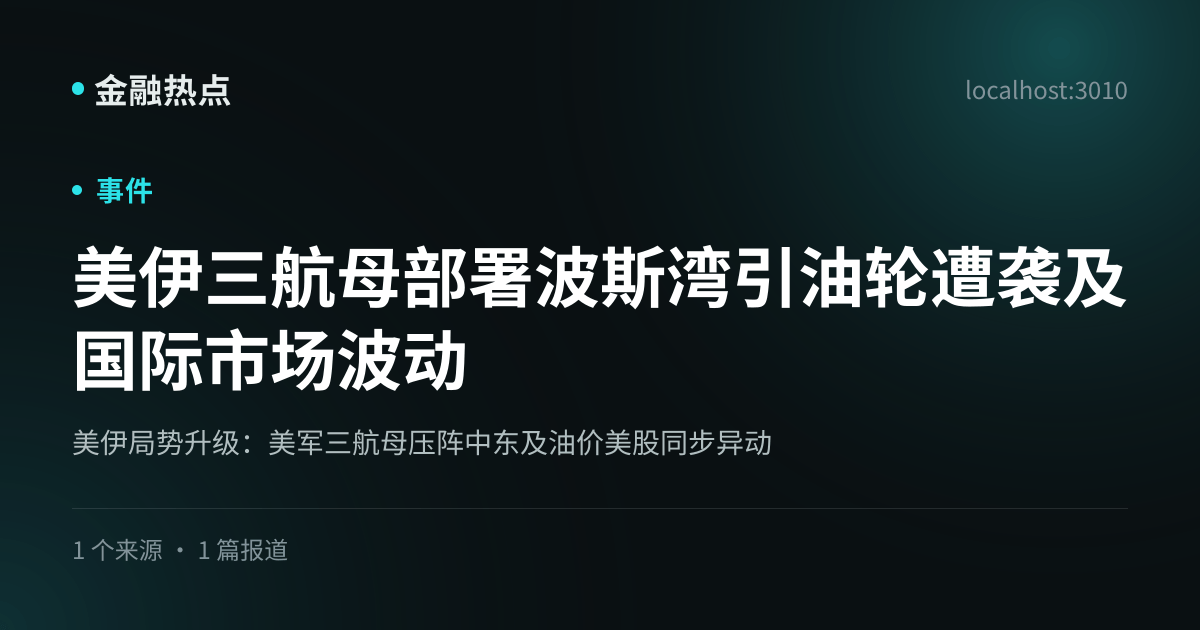 金融热点
localhost:3010
事件
美伊三航母部署波斯湾引油轮遭袭及
国际市场波动
美伊局势升级：美军三航母压阵中东及油价美股同步异动
1 个来源 · 1 篇报道